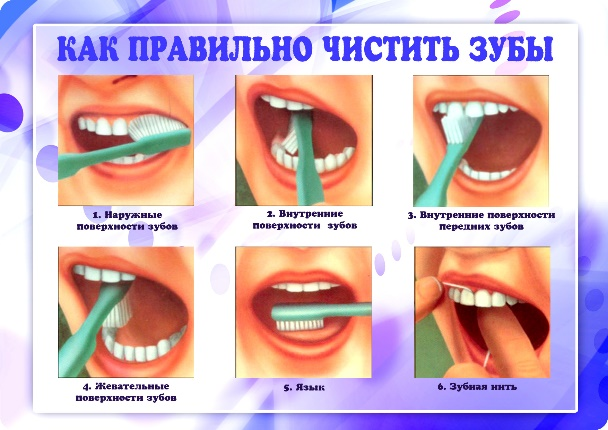 КАК ПРАВИЛЬНО ЧИСТИТЬ ЗУБЫ
1. Наружные
поверхности зубов
2. Внутренние
поверхности зубов
3. Внутренние поверхности
передних зубов
4. Жевательные
поверхности зубов
5. Язык
6. Зубная нить